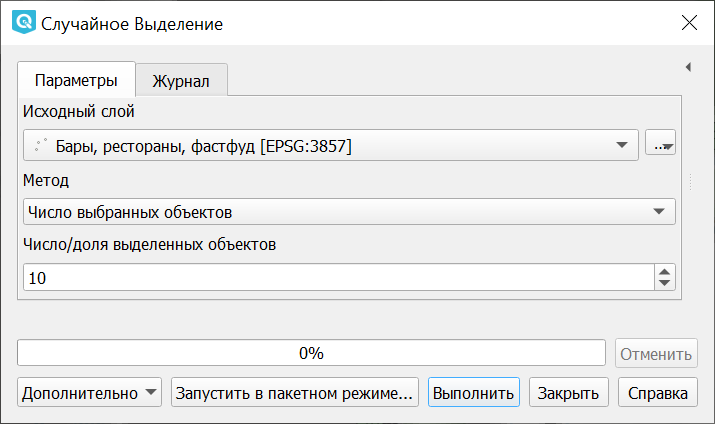 Случайное Выделение
Параметры
Журнал
Исходный слой
Бары, рестораны, фастфуд [EPSG:3857]
...
Метод
Число выбранных объектов
Число/доля выделенных объектов
10
0%
Отменить
Дополнительно
Запустить в пакетном режиме...
Выполнить
Закрыть
Справка